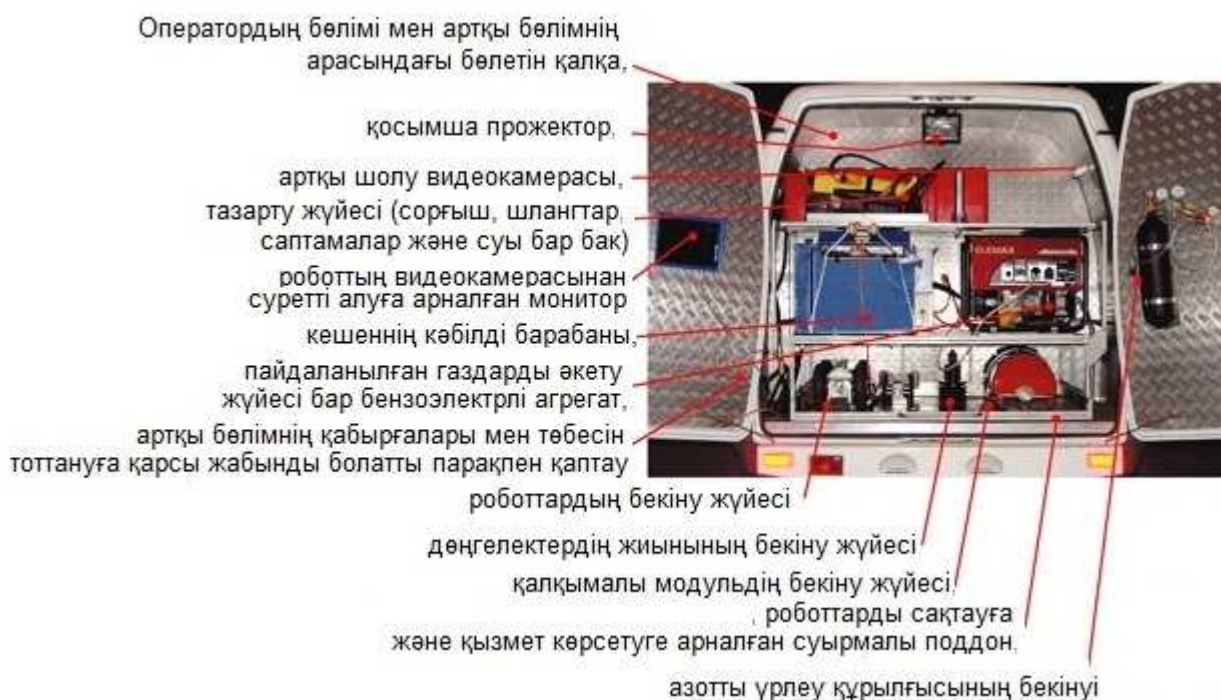 Оператордың бөлімі мен артқы бөлімнің
арасындағы бөлетін қалқа,
қосымша прожектор,
артқы шолу видеокамерасы,
тазарту жүйесі (сорғыш, шлангтар,
саптамалар және суы бар бак)
роботтың видеокамерасынан
суретті алуға арналған монитор
кешеннің кәбілді барабаны,
пайдаланылған газдарды әкету
жүйесі бар бензоэлектрлі агрегат,
артқы бөлімнің қабырғалары мен төбесін
тоттануға қарсы жабынды болатты парақпен қаптау
роботтардың бекіну жүйесі
дөңгелектердің жиынының бекіну жүйесі
қалқымалы модульдің бекіну жүйесі,
, роботтарды сақтауға
және қызмет көрсетуге арналған суырмалы поддон,
азотты үрлеу құрылғысының бекінуі
ELEMAX